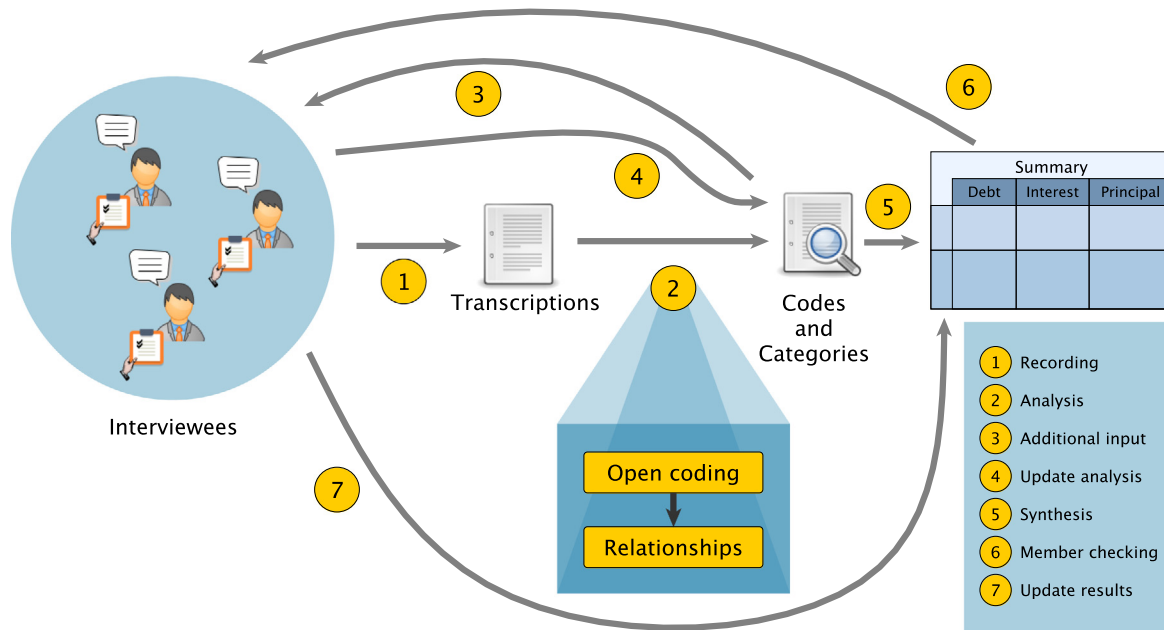 3
6
4
Summary
Debt Interest Principal
5
1
Transcriptions
2
Codes
and
Categories
Interviewees
Open coding
Relationships
7
1 Recording
2 Analysis
3 Additional input
4 Update analysis
5 Synthesis
6 Member checking
7 Update results